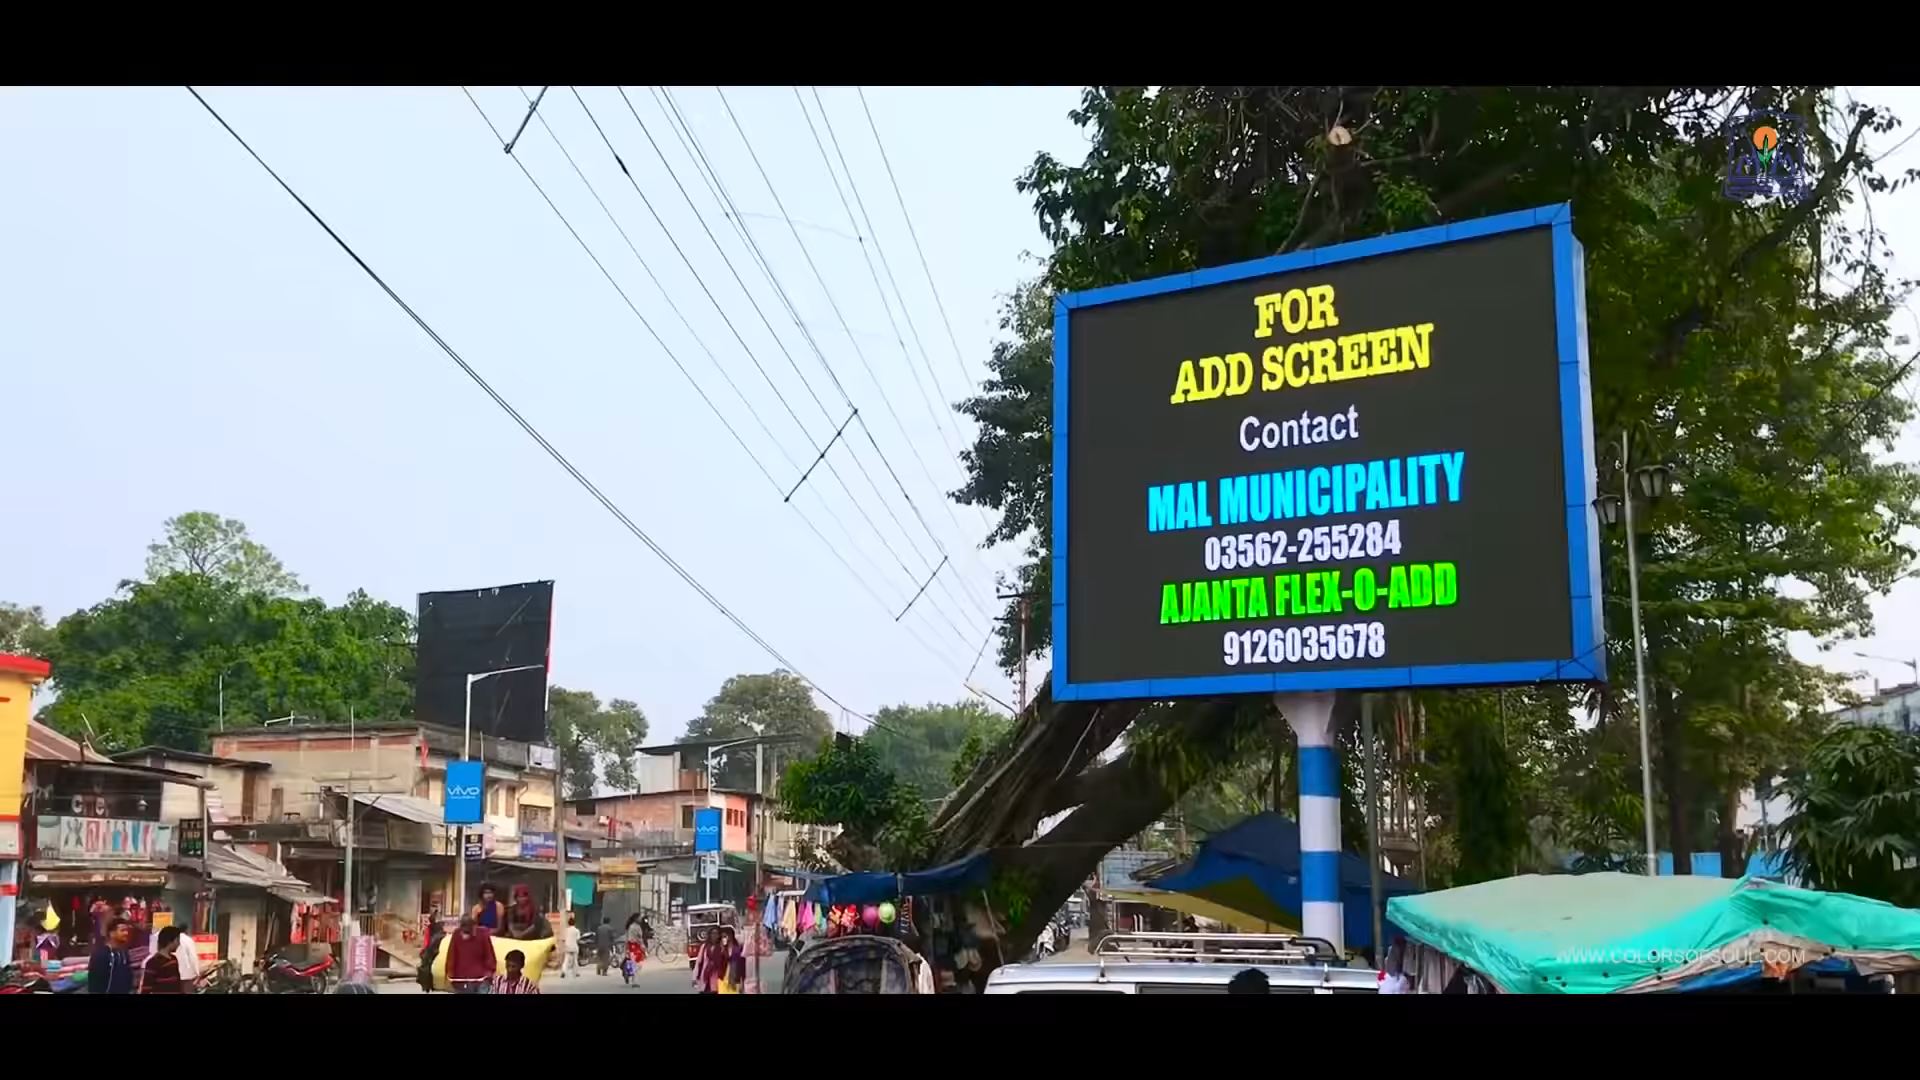 FOR
ADD SCREEN
Contact
MAL MUNICIPALITY
03562-255284
AJANTA FLEX-O-ADD
9126035678
vivo
vivo
WWW.COLORSOFSOUL.COM